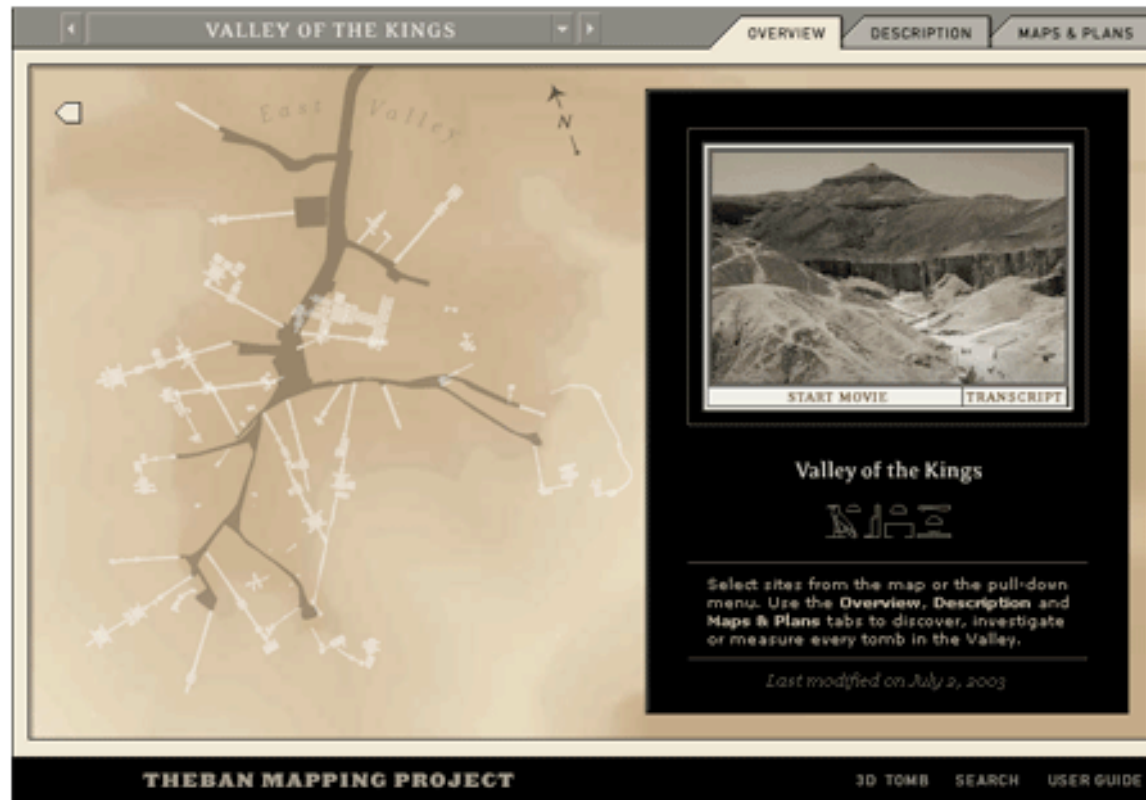 VALLEY OF THE KINGS
OVERVIEW
DESCRIPTION
MAPS & PLANS
East Valley
N
START MOVIE
TRANSCRIPT
Valley of the Kings
Select sites from the map or the pull-down
menu. Use the Overview, Description and
Maps & Plans tabs to discover, investigate
or measure every tomb in the Valley.
Last modified on July 2, 2003
THEBAN MAPPING PROJECT
3D TOMB
SEARCH
USER GUIDE